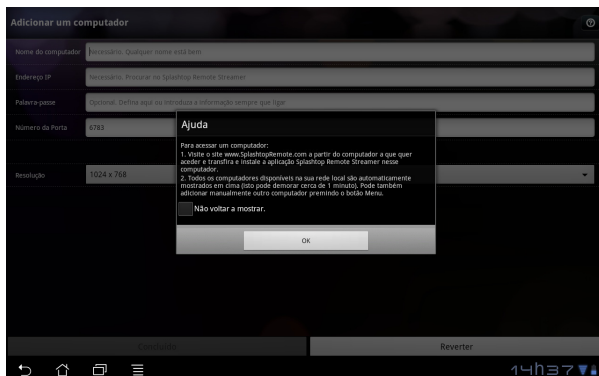 Adicionar um computador
Nome do computador
Necessário. Qualquer nome está bem
Endereço IP
Necessário. Procurar no Splashtop Remote Streamer
Palavra-passe
Opcional. Defina aqui ou introduza a informação sempre que ligar
Número da Porta
6783
Resolução
1024 x 768
Ajuda
Para acessar um computador:
1. Visite o site www.SplashtopRemote.com a partir do computador a que quer
aceder e transfira e instale a aplicação Splashtop Remote Streamer nesse
computador.
2. Todos os computadores disponíveis na sua rede local são automaticamente
mostrados em cima (isto pode demorar cerca de 1 minuto). Pode também
adicionar manualmente outro computador premindo o botão Menu.
Não voltar a mostrar.
OK
Concluído
Reverter
14h37